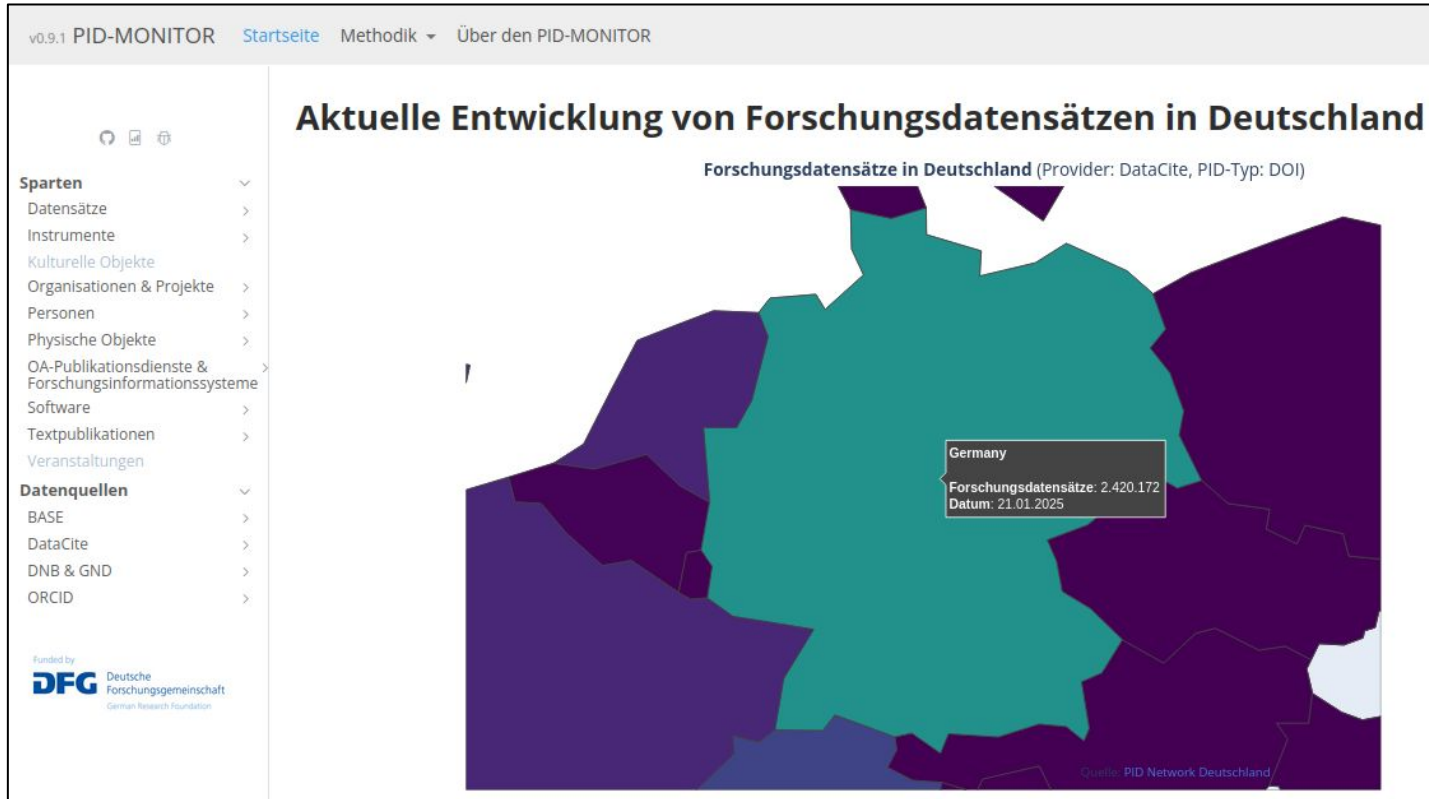 v0.9.1 PID-MONITOR Startseite Methodik Über den PID-MONITOR
Aktuelle Entwicklung von Forschungsdatensätzen in Deutschland
Forschungsdatensätze in Deutschland (Provider: DataCite, PID-Typ: DOI)
Sparten
Datensätze
Instrumente
Kulturelle Objekte
Organisationen & Projekte
Personen
Physische Objekte
OA-Publikationsdienste &
Forschungsinformationssysteme
Software
Textpublikationen
Veranstaltungen
Datenquellen
BASE
DataCite
DNB & GND
ORCID
Funded by
DFG Deutsche
Forschungsgemeinschaft
German Research Foundation
Germany
Forschungsdatensätze: 2.420.172
Datum: 21.01.2025
Quelle: PID Network Deutschland